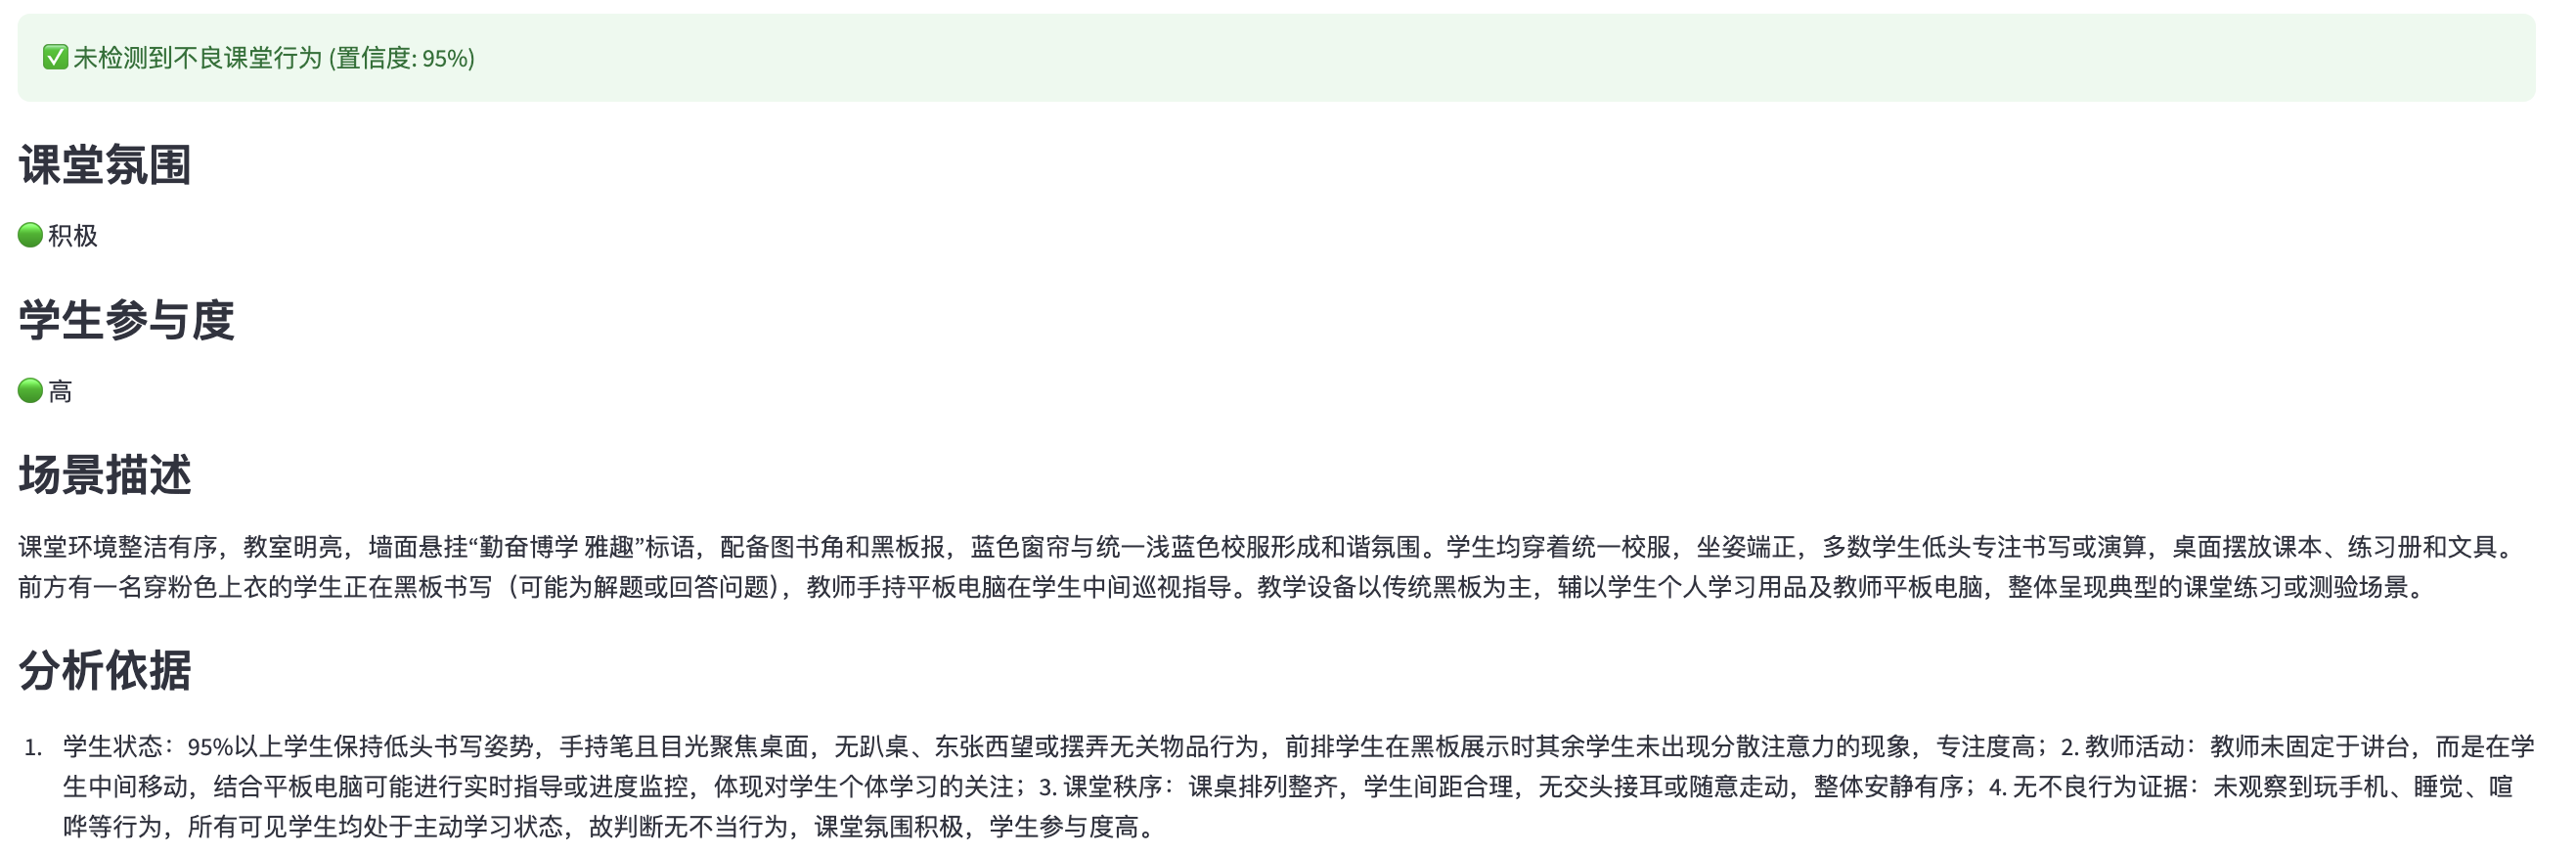 ✅ 未检测到不良课堂行为 (置信度: 95%)
课堂氛围
🟢 积极
学生参与度
🟢 高
场景描述
课堂环境整洁有序，教室明亮，墙面悬挂“勤奋博学 雅趣”标语，配备图书角和黑板报，蓝色窗帘与统一浅蓝色校服形成和谐氛围。学生均穿着统一校服，坐姿端正，多数学生低头专注书写或演算，桌面摆放课本、练习册和文具。
前方有一名穿粉色上衣的学生正在黑板书写（可能为解题或回答问题），教师手持平板电脑在学生中间巡视指导。教学设备以传统黑板为主，辅以学生个人学习用品及教师平板电脑，整体呈现典型的课堂练习或测验场景。
分析依据
1. 学生状态：95%以上学生保持低头书写姿势，手持笔且目光聚焦桌面，无趴桌、东张西望或摆弄无关物品行为，前排学生在黑板展示时其余学生未出现分散注意力的现象，专注度高；2. 教师活动：教师未固定于讲台，而是在学
生中间移动，结合平板电脑可能进行实时指导或进度监控，体现对学生个体学习的关注；3. 课堂秩序：课桌排列整齐，学生间距合理，无交头接耳或随意走动，整体安静有序；4. 无不良行为证据：未观察到玩手机、睡觉、喧
哗等行为，所有可见学生均处于主动学习状态，故判断无不当行为，课堂氛围积极，学生参与度高。